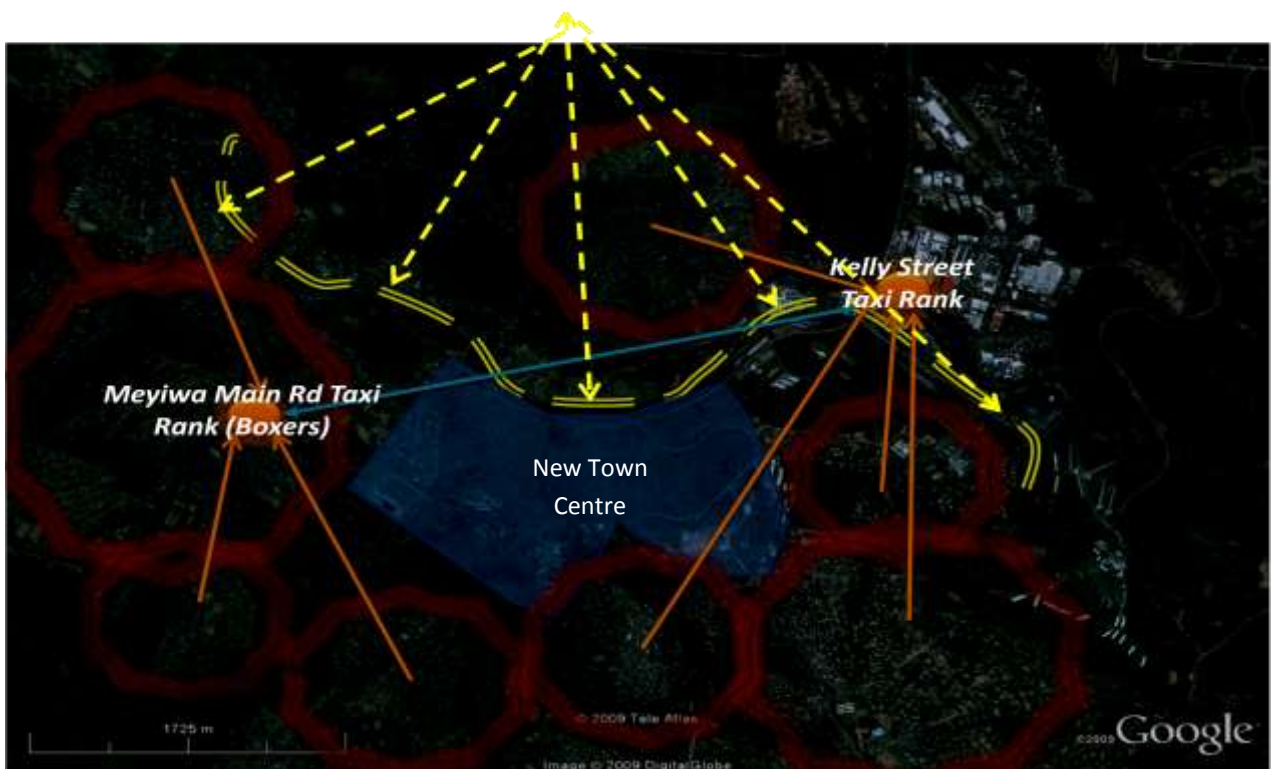 Kelly Street
Taxi Rank
Meyiwa Main Rd Taxi
Rank (Boxers)
New Town
Centre
© 2009 Tele Atlas
1725 m
©2009 Google
Image © 2009 DigitalGlobe